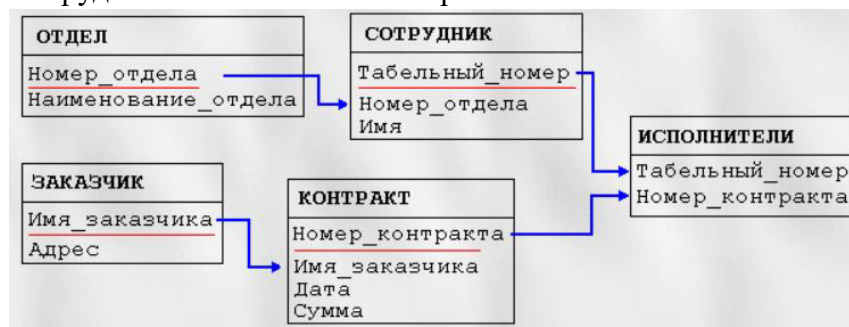 ОТДЕЛ
Номер_отдела
Наименование_отдела
СОТРУДНИК
Табельный_номер
Номер_отдела
Имя
ИСПОЛНИТЕЛИ
Табельный_номер
Номер_контракта
ЗАКАЗЧИК
Имя_заказчика
Адрес
КОНТРАКТ
Номер_контракта
Имя_заказчика
Дата
Сумма